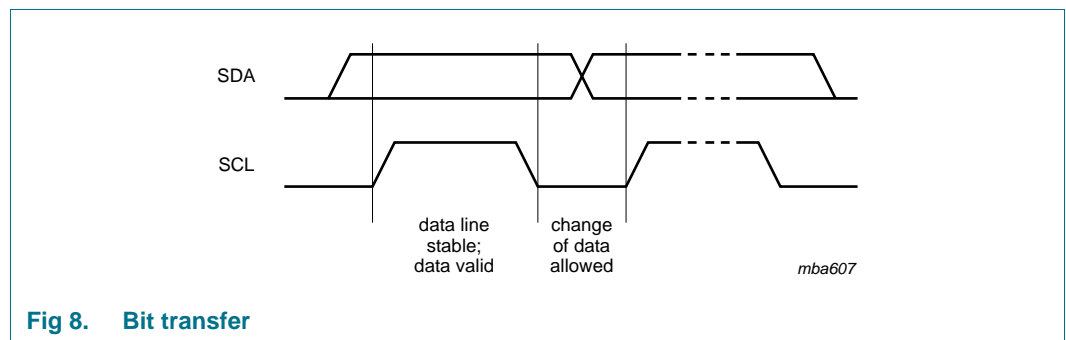 SDA
SCL
data line
stable;
data valid
change
of data
allowed
mba607
Fig 8. Bit transfer